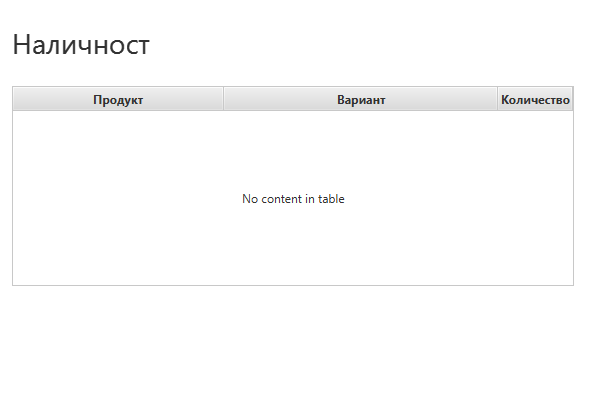 Наличност
Продукт Вариант Количество
No content in table